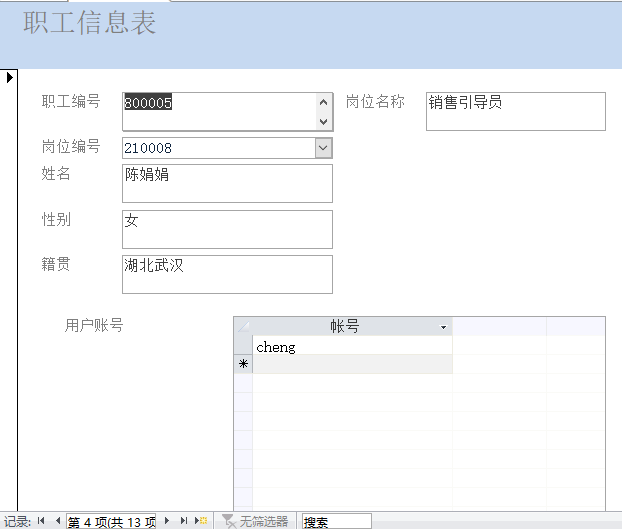 职工信息表
职工编号 800005 岗位名称 销售引导员
岗位编号 210008
姓名 陈娟娟
性别 女
籍贯 湖北武汉
用户账号 帐号
cheng
记录: 第 4 项(共 13 项 无筛选器 搜索